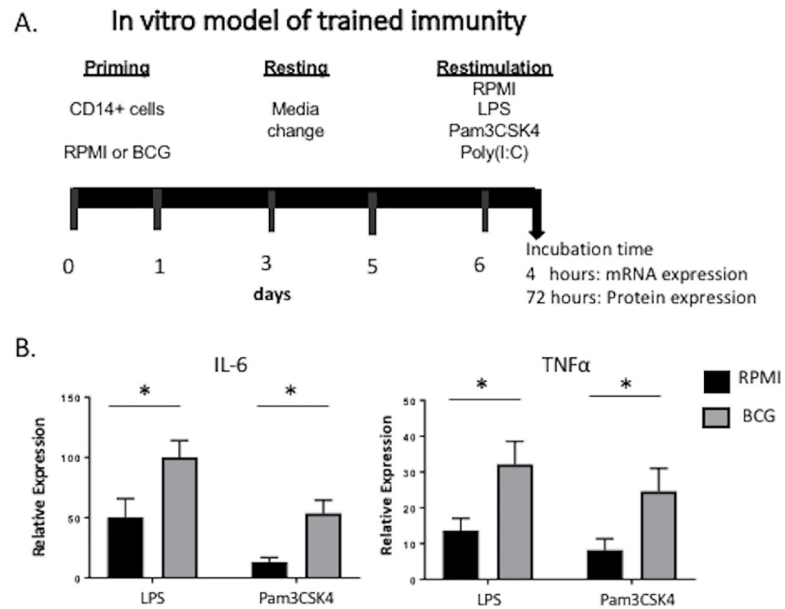 A.
In vitro model of trained immunity
Priming
Resting
Restimulation
CD14+ cells
RPMI or BCG
Media
change
RPMI
LPS
Pam3CSK4
Poly(I:C)
0
1
3
5
6
days
Incubation time
4 hours: mRNA expression
72 hours: Protein expression
B.
IL-6
*
*
Relative Expression
150
100
50
0
LPS
Pam3CSK4
TNFα
*
*
Relative Expression
50
40
30
20
10
0
LPS
Pam3CSK4
RPMI
BCG